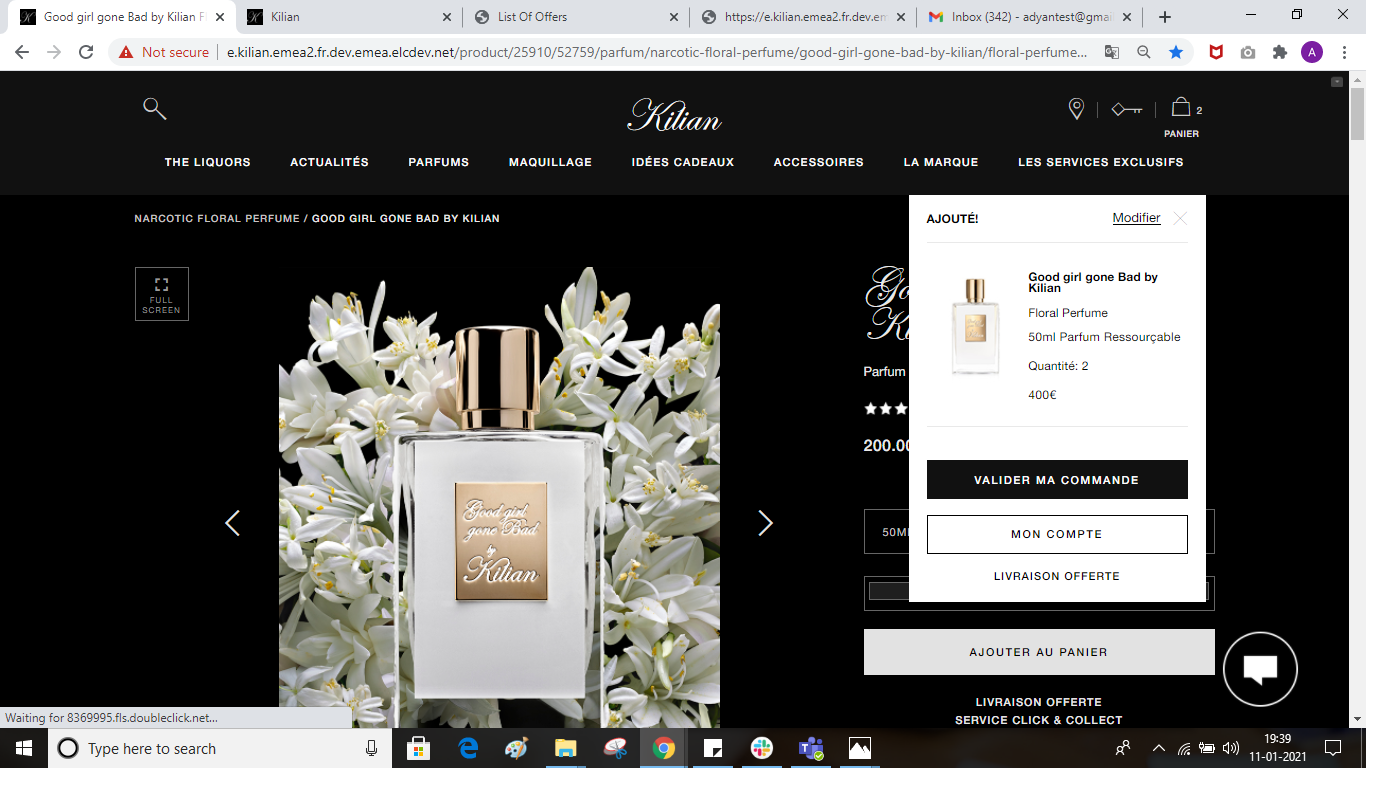 Good girl gone Bad by Kilian Fl
Kilian
List Of Offers
https://e.kilian.emea2.fr.dev.em
Inbox (342) - adyantest@gmai
Not secure
e.kilian.emea2.fr.dev.emea.elcdev.net/product/25910/52759/parfum/narcotic-floral-perfume/good-girl-gone-bad-by-kilian/floral-perfume...
A
Kilian
2
PANIER
THE LIQUORS
ACTUALITÉS
PARFUMS
MAQUILLAGE
IDÉES CADEAUX
ACCESSOIRES
LA MARQUE
LES SERVICES EXCLUSIFS
NARCOTIC FLORAL PERFUME / GOOD GIRL GONE BAD BY KILIAN
FULL
SCREEN
Good girl
gone Bad
by
Kilian
AJOUTÉ!
Modifier
Good girl gone Bad by
Kilian
Floral Perfume
50ml Parfum Ressourçable
Quantité: 2
400€
VALIDER MA COMMANDE
MON COMPTE
LIVRAISON OFFERTE
Go
Ki
Parfum
200.00
50ML
AJOUTER AU PANIER
LIVRAISON OFFERTE
SERVICE CLICK & COLLECT
Waiting for 8369995.fls.doubleclick.net...
Type here to search
19:39
11-01-2021